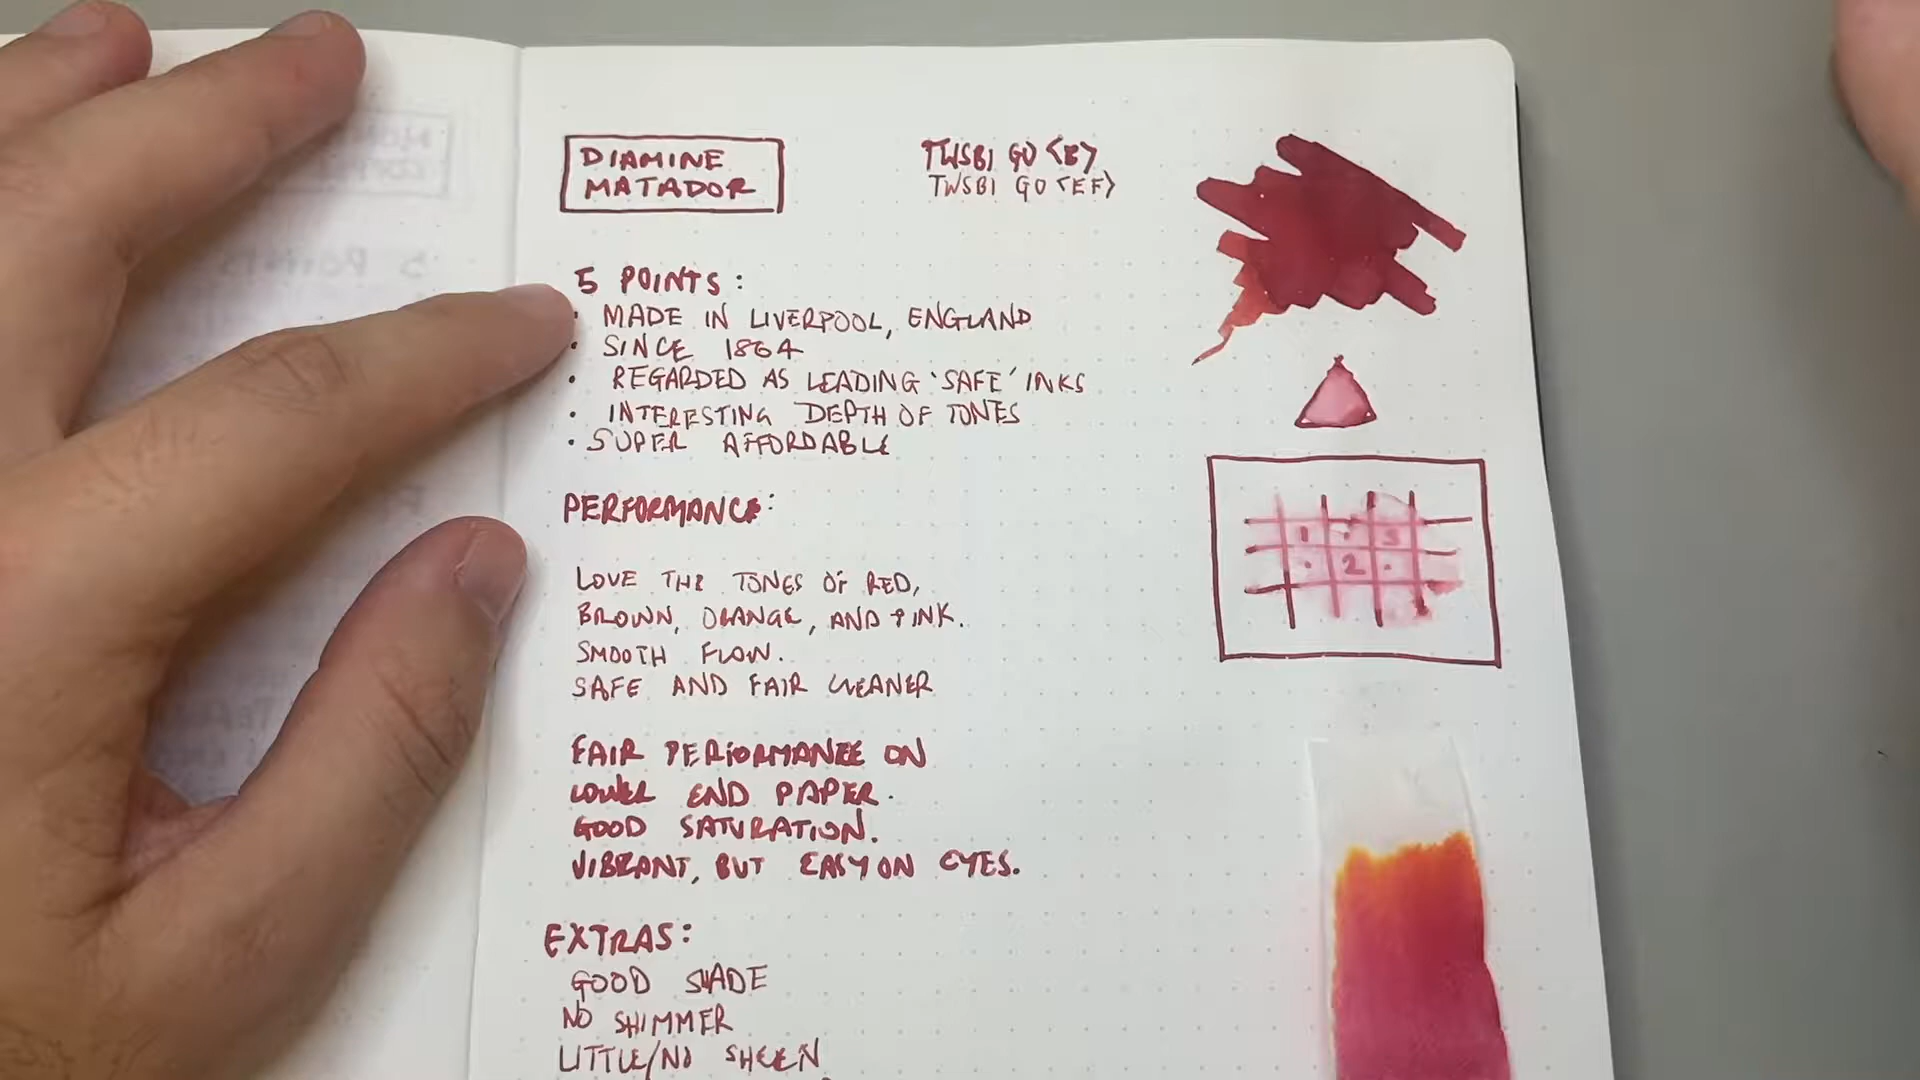 DIAMINE
MATADOR
TWSBI GO <B>
TWSBI GO <EF>
5 POINTS:
• MADE IN LIVERPOOL, ENGLAND
• SINCE 1864
• REGARDED AS LEADING 'SAFE' INKS
• INTERESTING DEPTH OF TONES
• SUPER AFFORDABLE
1 . 3
. 2 .
PERFORMANCE:
LOVE THE TONES OF RED,
BROWN, ORANGE, AND PINK.
SMOOTH FLOW.
SAFE AND FAIR CLEANER
FAIR PERFORMANCE ON
LOWER END PAPER.
GOOD SATURATION.
VIBRANT, BUT EASY ON EYES.
EXTRAS:
GOOD SHADE
NO SHIMMER
LITTLE/NO SHEEN